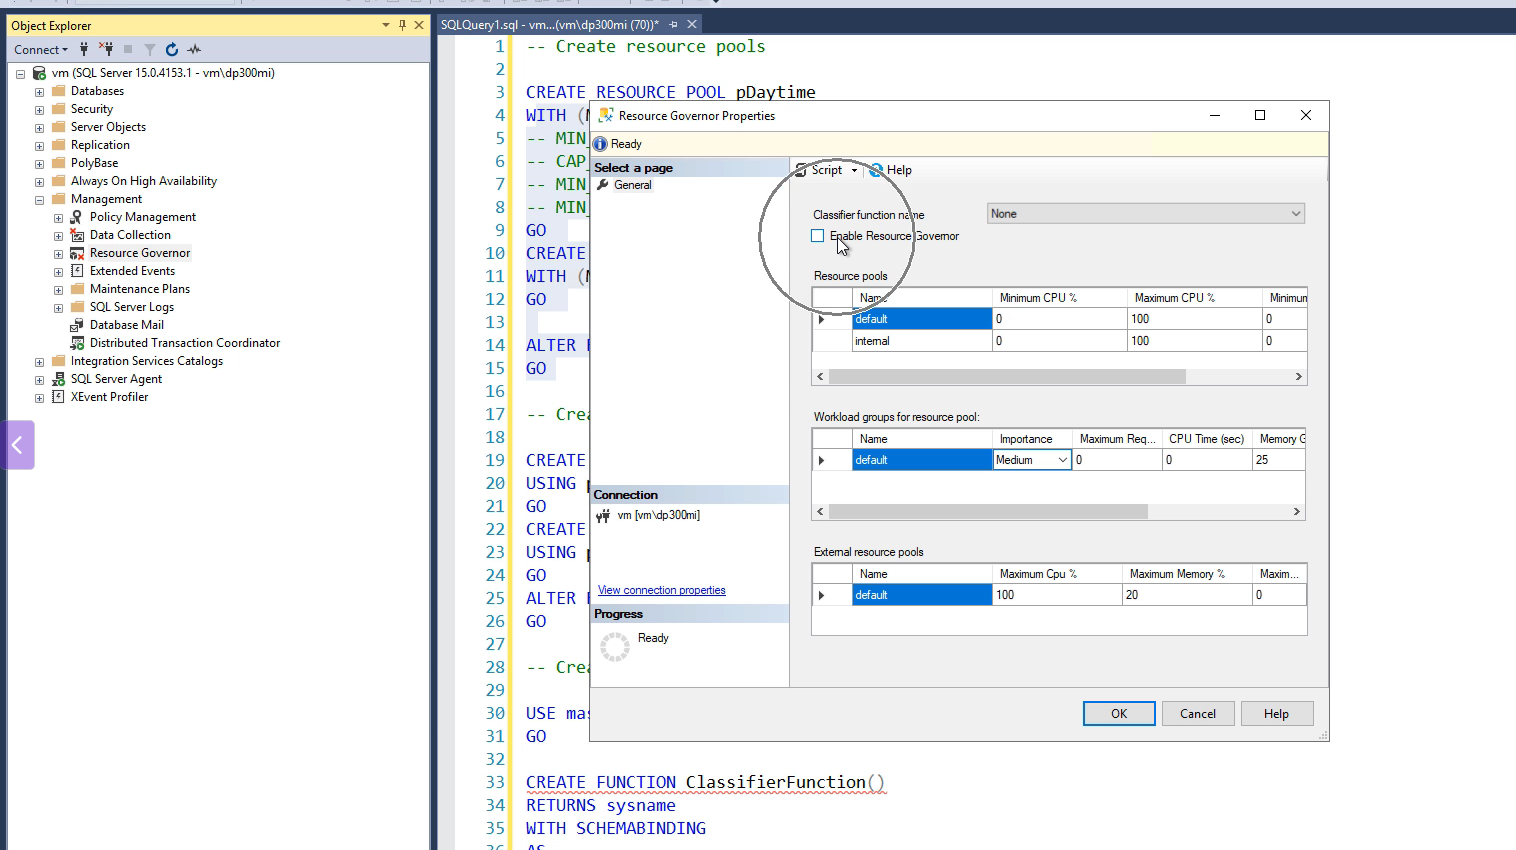 Object Explorer
Connect
vm (SQL Server 15.0.4153.1 - vm\dp300mi)
Databases
Security
Server Objects
Replication
PolyBase
Always On High Availability
Management
Policy Management
Data Collection
Resource Governor
Extended Events
Maintenance Plans
SQL Server Logs
Database Mail
Distributed Transaction Coordinator
Integration Services Catalogs
SQL Server Agent
XEvent Profiler
SQLQuery1.sql - vm...(vm\dp300mi (70))*
1 -- Create resource pools
2
3 CREATE RESOURCE POOL pDaytime
4 WITH (
5 -- MIN_
6 -- CAP_
7 -- MIN_
8 -- MIN_
9 GO
10 CREATE
11 WITH (
12 GO
13
14 ALTER
15 GO
16
17 -- Crea
18
19 CREATE
20 USING
21 GO
22 CREATE
23 USING
24 GO
25 ALTER
26 GO
27
28 -- Crea
29
30 USE mas
31 GO
32
33 CREATE FUNCTION ClassifierFunction()
34 RETURNS sysname
35 WITH SCHEMABINDING
36 AS
Resource Governor Properties
Ready
Select a page
General
Script
Help
Classifier function name
None
Enable Resource Governor
Resource pools
Name Minimum CPU % Maximum CPU % Minimum
default 0 100 0
internal 0 100 0
Workload groups for resource pool:
Name Importance Maximum Req... CPU Time (sec) Memory G
default Medium 0 0 25
External resource pools
Name Maximum Cpu % Maximum Memory % Maxim...
default 100 20 0
Connection
vm [vm\dp300mi]
View connection properties
Progress
Ready
OK
Cancel
Help